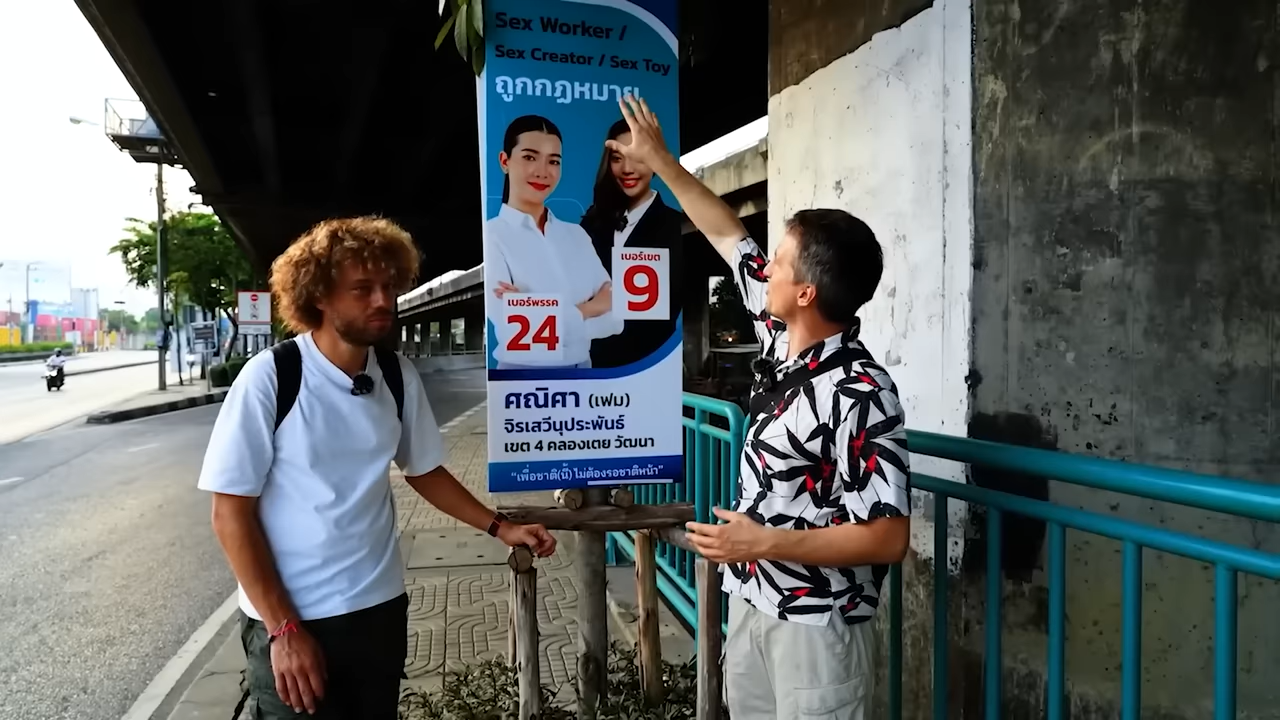 Sex Worker /
Sex Creator / Sex Toy
ถูกกฎหมาย
เบอร์เขต
9
เบอร์พรรค
24
ศณิศา (เฟม)
จิรเสวีนุประพันธ์
เขต 4 คลองเตย วัฒนา
“เพื่อชาติ(นี้) ไม่ต้องรอชาติหน้า”